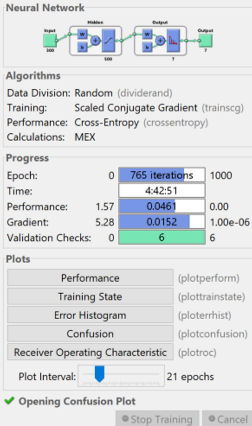 Neural Network
Hidden Output
Input Output
W W
b b
500 7
500 7
Algorithms
Data Division: Random (dividerand)
Training: Scaled Conjugate Gradient (trainscg)
Performance: Cross-Entropy (crossentropy)
Calculations: MEX
Progress
Epoch: 0 765 iterations 1000
Time: 4:42:51
Performance: 1.57 0.0461 0.00
Gradient: 5.28 0.0152 1.00e-06
Validation Checks: 0 6 6
Plots
Performance (plotperform)
Training State (plottrainstate)
Error Histogram (ploterrhist)
Confusion (plotconfusion)
Receiver Operating Characteristic (plotroc)
Plot Interval: 21 epochs
Opening Confusion Plot
Stop Training Cancel